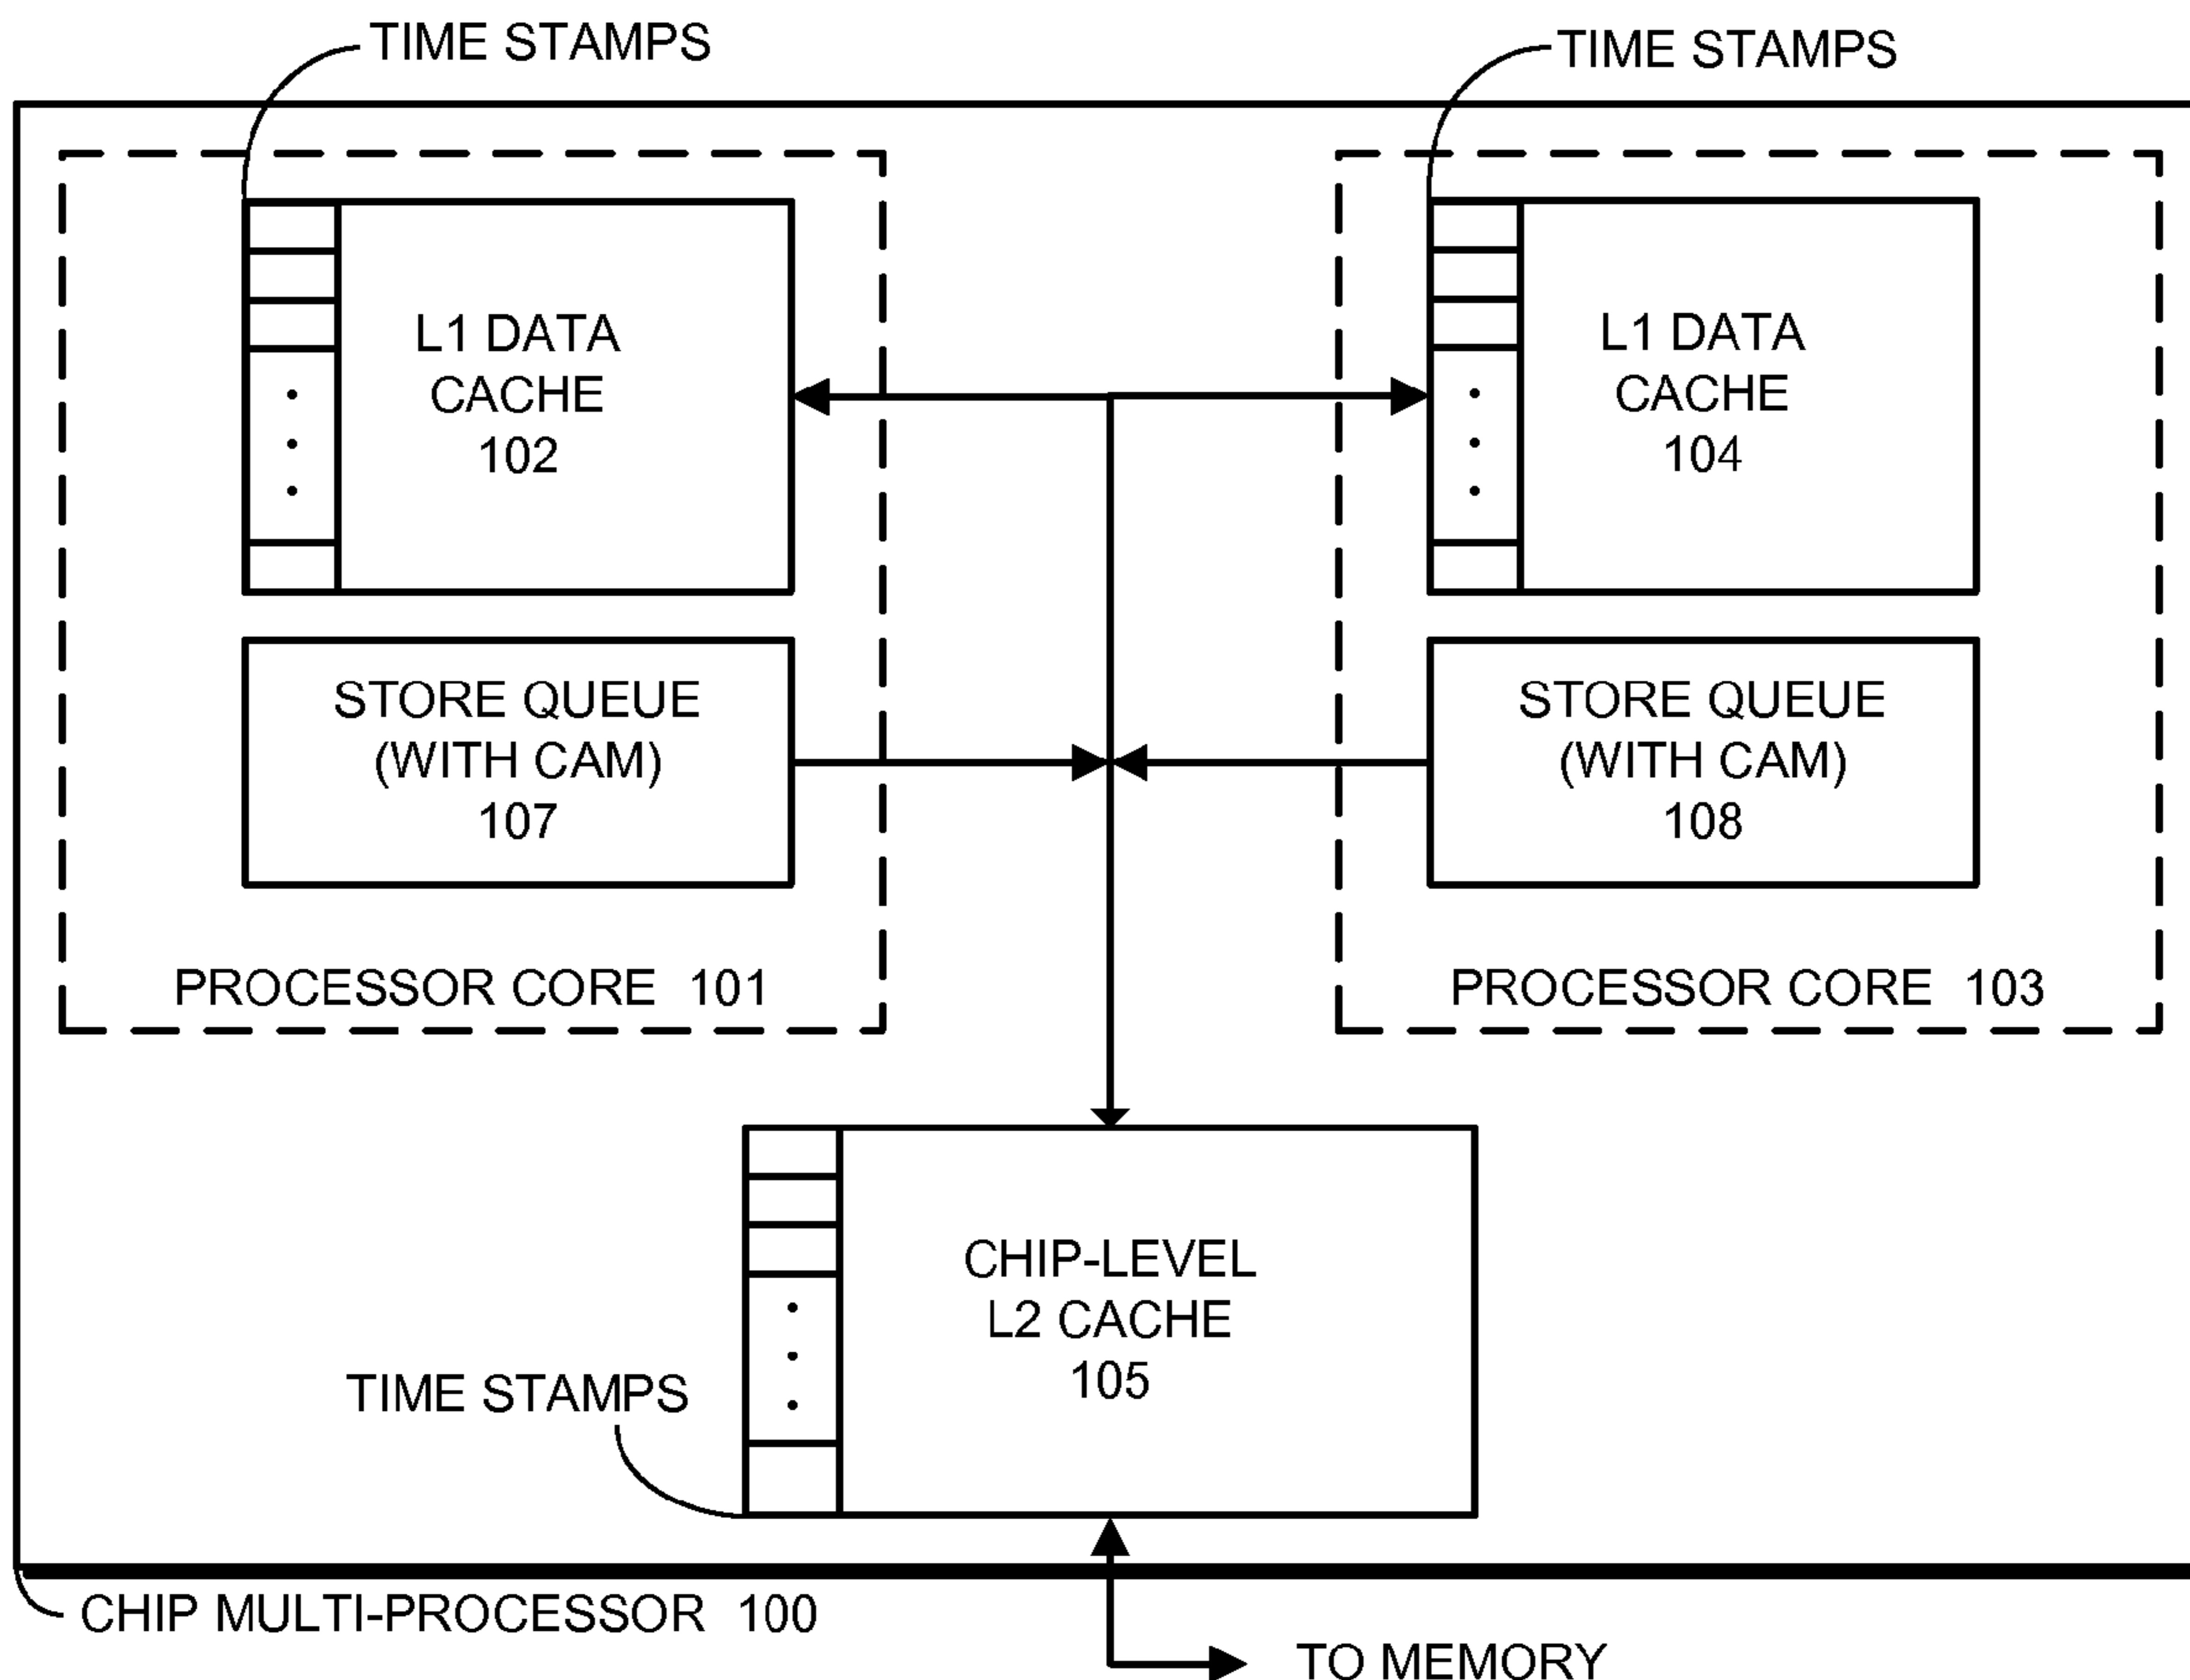 TIME STAMPS
TIME STAMPS
L1 DATA
CACHE
102
L1 DATA
CACHE
104
STORE QUEUE
(WITH CAM)
107
STORE QUEUE
(WITH CAM)
108
PROCESSOR CORE 101
PROCESSOR CORE 103
CHIP-LEVEL
L2 CACHE
105
TIME STAMPS
CHIP MULTI-PROCESSOR 100
TO MEMORY